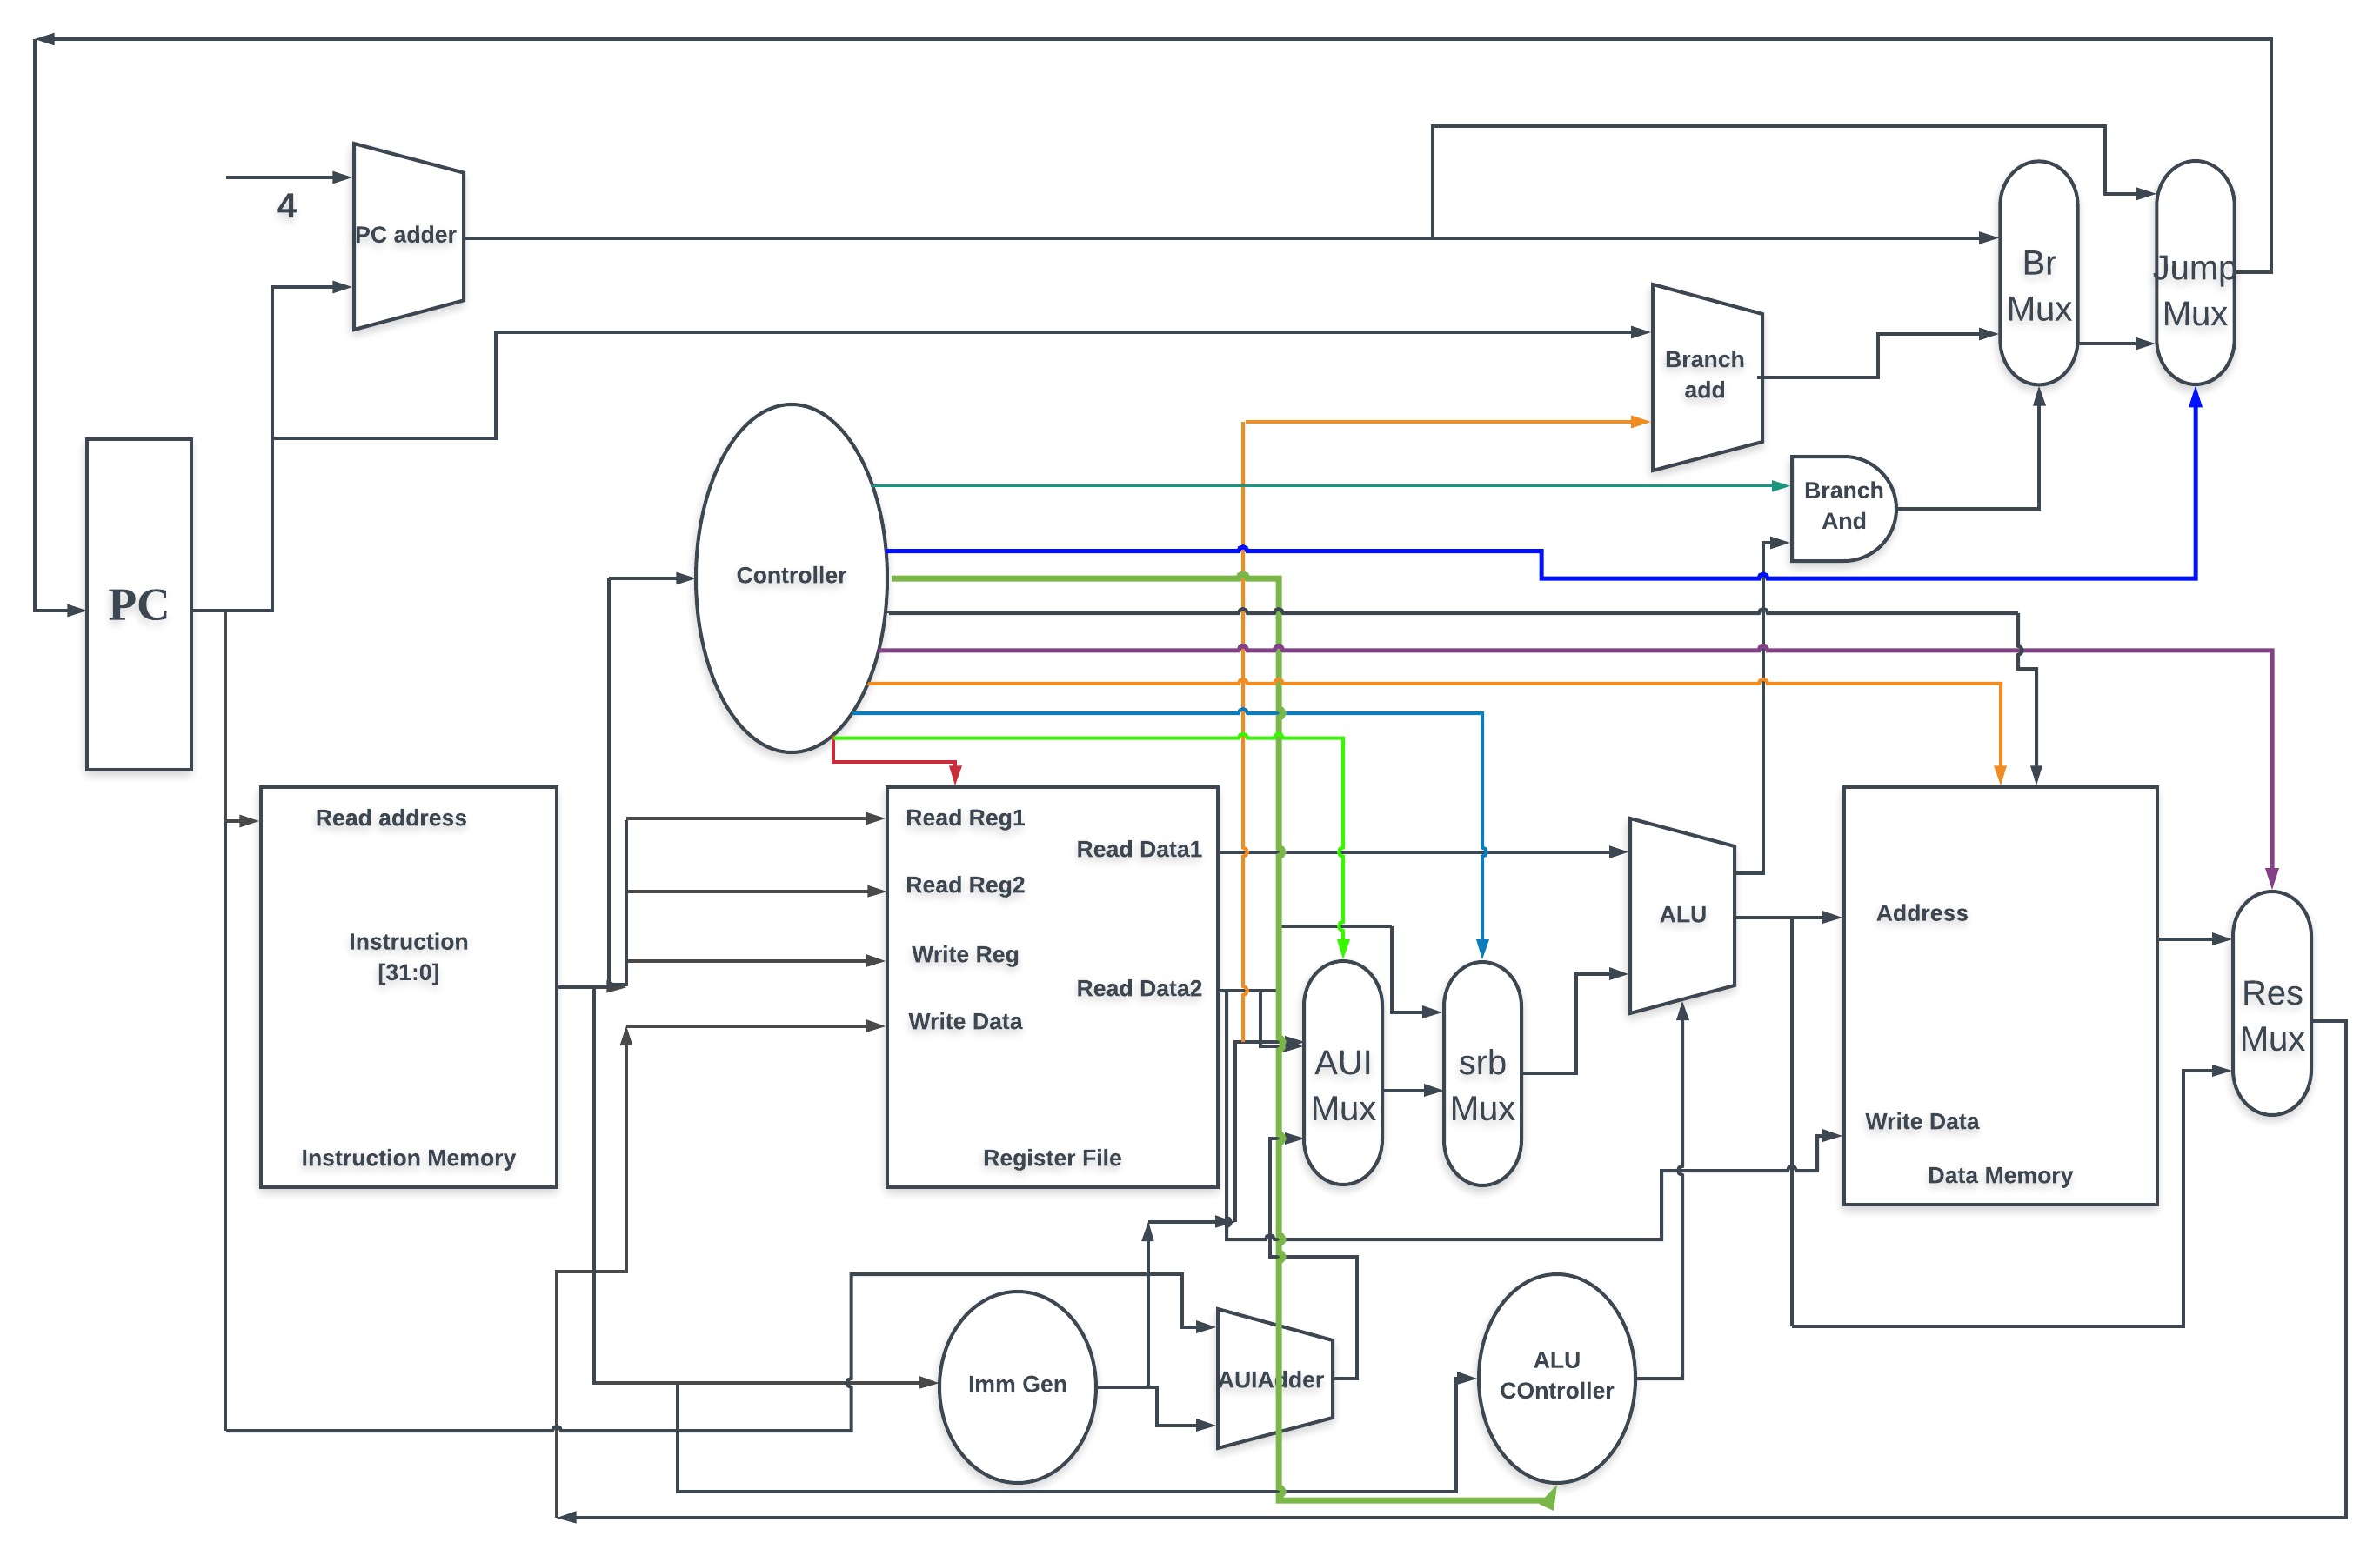 4
PC adder
Br
Mux
Jump
Mux
Branch
add
Branch
And
Controller
PC
Read address
Instruction
[31:0]
Instruction Memory
Read Reg1
Read Data1
Read Reg2
Write Reg
Read Data2
Write Data
Register File
AUI
Mux
srb
Mux
ALU
Address
Write Data
Data Memory
Res
Mux
Imm Gen
AUIAdder
ALU
COntroller